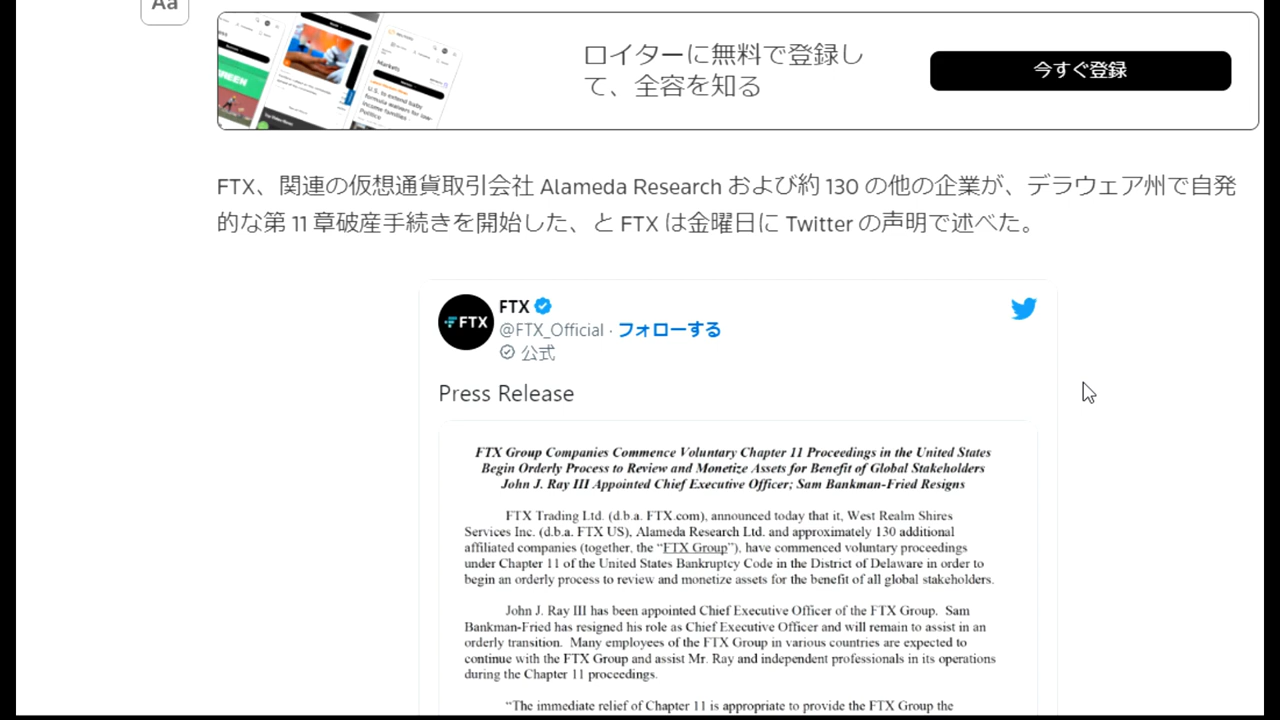 Aa
ロイターに無料で登録し
て、全容を知る
今すぐ登録
Markets
U.S. to extend baby
formula waivers for low-
income families -
Politico
FTX、関連の仮想通貨取引会社 Alameda Research および約 130 の他の企業が、デラウェア州で自発
的な第 11 章破産手続きを開始した、と FTX は金曜日に Twitter の声明で述べた。
FTX
FTX
@FTX_Official · フォローする
公式
Press Release
FTX Group Companies Commence Voluntary Chapter 11 Proceedings in the United States
Begin Orderly Process to Review and Monetize Assets for Benefit of Global Stakeholders
John J. Ray III Appointed Chief Executive Officer; Sam Bankman-Fried Resigns
FTX Trading Ltd. (d.b.a. FTX.com), announced today that it, West Realm Shires
Services Inc. (d.b.a. FTX US), Alameda Research Ltd. and approximately 130 additional
affiliated companies (together, the “FTX Group”), have commenced voluntary proceedings
under Chapter 11 of the United States Bankruptcy Code in the District of Delaware in order to
begin an orderly process to review and monetize assets for the benefit of all global stakeholders.
John J. Ray III has been appointed Chief Executive Officer of the FTX Group. Sam
Bankman-Fried has resigned his role as Chief Executive Officer and will remain to assist in an
orderly transition. Many employees of the FTX Group in various countries are expected to
continue with the FTX Group and assist Mr. Ray and independent professionals in its operations
during the Chapter 11 proceedings.
“The immediate relief of Chapter 11 is appropriate to provide the FTX Group the